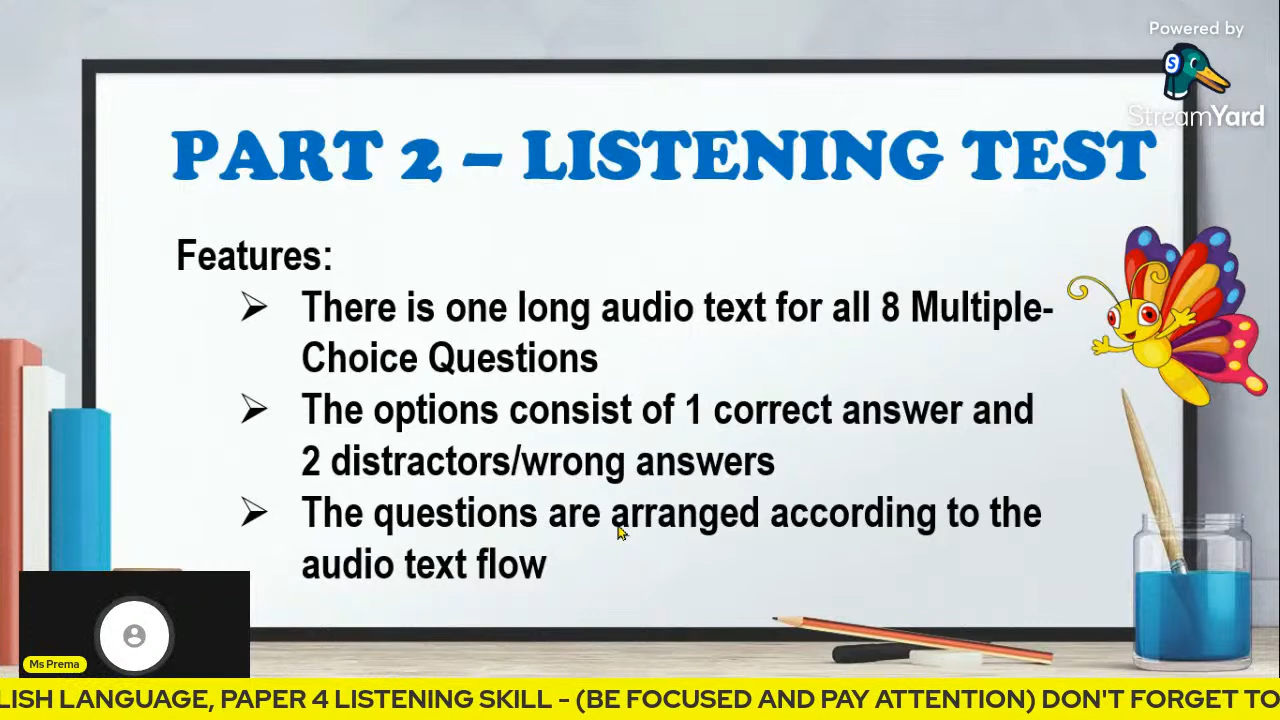 Powered by
StreamYard
PART 2 – LISTENING TEST
Features:
There is one long audio text for all 8 Multiple-
Choice Questions
The options consist of 1 correct answer and
2 distractors/wrong answers
The questions are arranged according to the
audio text flow
Ms Prema
LISH LANGUAGE, PAPER 4 LISTENING SKILL - (BE FOCUSED AND PAY ATTENTION) DON'T FORGET TO